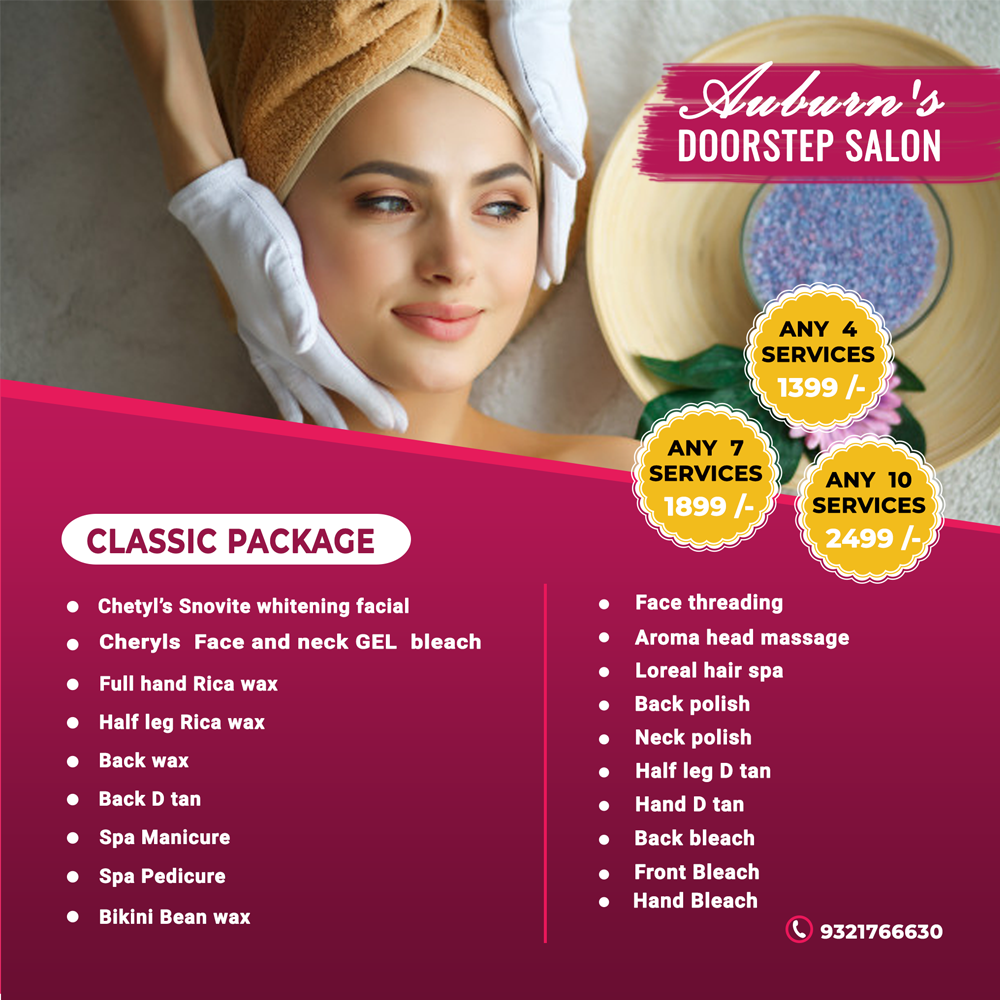 Auburn's
DOORSTEP SALON
ANY 4
SERVICES
1399 /-
ANY 7
SERVICES
1899 /-
ANY 10
SERVICES
2499 /-
CLASSIC PACKAGE
Chetyl's Snovite whitening facial
Cheryls Face and neck GEL bleach
Full hand Rica wax
Half leg Rica wax
Back wax
Back D tan
Spa Manicure
Spa Pedicure
Bikini Bean wax
Face threading
Aroma head massage
Loreal hair spa
Back polish
Neck polish
Half leg D tan
Hand D tan
Back bleach
Front Bleach
Hand Bleach
9321766630